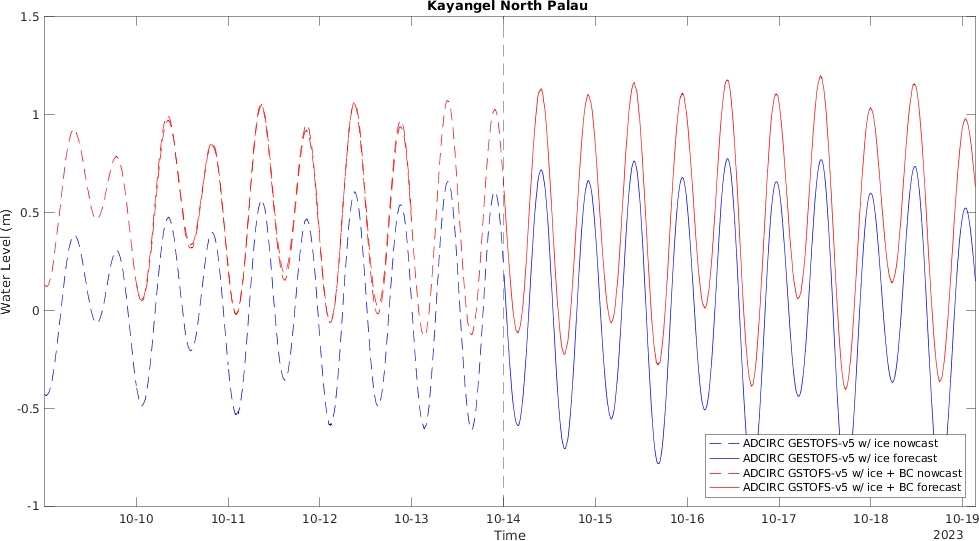 Kayangel North Palau
1.5
1
0.5
0
-0.5
-1
Water Level (m)
10-10
10-11
10-12
10-13
10-14
10-15
10-16
10-17
10-18
10-19
2023
Time
ADCIRC GESTOFS-v5 w/ ice nowcast
ADCIRC GESTOFS-v5 w/ ice forecast
ADCIRC GSTOFS-v5 w/ ice + BC nowcast
ADCIRC GSTOFS-v5 w/ ice + BC forecast